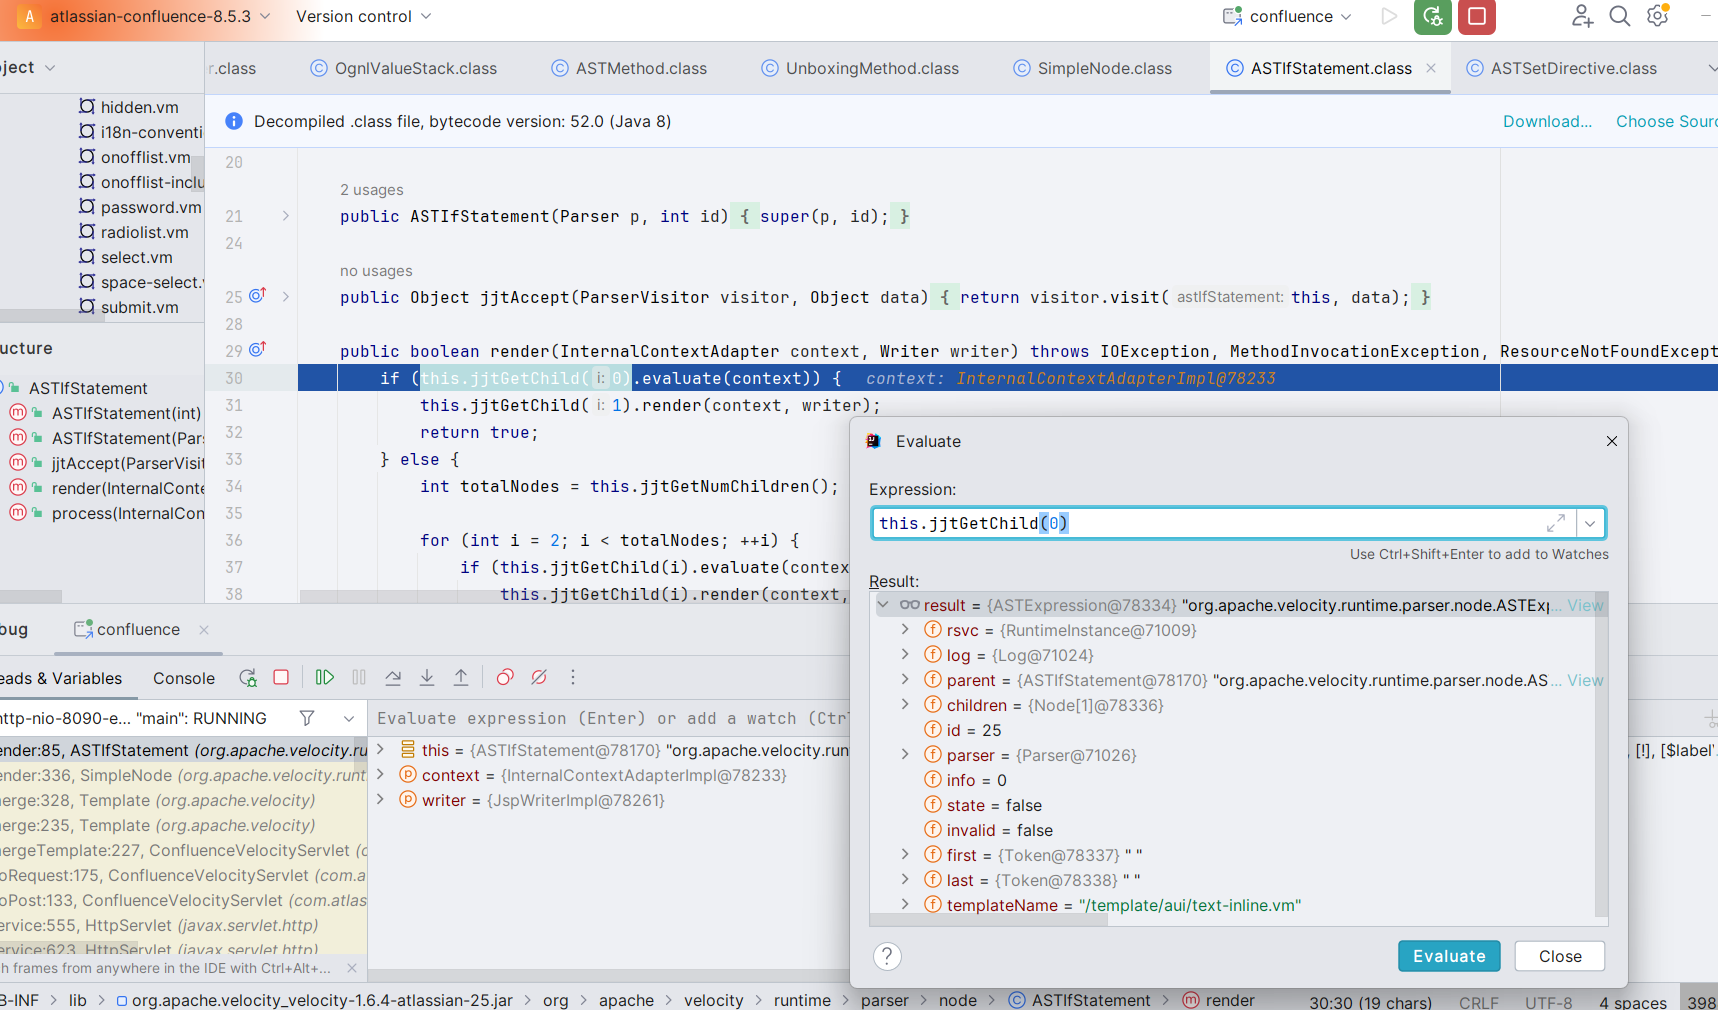 A atlassian-confluence-8.5.3 Version control confluence
ject r.class OgnlValueStack.class ASTMethod.class UnboxingMethod.class SimpleNode.class ASTIfStatement.class ASTSetDirective.class
hidden.vm
i18n-conventi
onofflist.vm
onofflist-inclu
password.vm
radiolist.vm
select.vm
space-select.
submit.vm
ucture
ASTIfStatement
ASTIfStatement(int)
ASTIfStatement(Pars
jjtAccept(ParserVisit
render(InternalConte
process(InternalCon
Decompiled .class file, bytecode version: 52.0 (Java 8) Download... Choose Sour
20
2 usages
21 public ASTIfStatement(Parser p, int id) { super(p, id); }
24
no usages
25 public Object jjtAccept(ParserVisitor visitor, Object data) { return visitor.visit( astIfStatement: this, data); }
28
29 public boolean render(InternalContextAdapter context, Writer writer) throws IOException, MethodInvocationException, ResourceNotFoundExcept
30 if (this.jjtGetChild( i: 0).evaluate(context)) { context: InternalContextAdapterImpl@78233
31 this.jjtGetChild( i: 1).render(context, writer);
32 return true;
33 } else {
34 int totalNodes = this.jjtGetNumChildren();
35
36 for (int i = 2; i < totalNodes; ++i) {
37 if (this.jjtGetChild(i).evaluate(contex
38 this.jjtGetChild(i).render(context,
Evaluate
Expression:
this.jjtGetChild(0)
Use Ctrl+Shift+Enter to add to Watches
Result:
result = {ASTExpression@78334} "org.apache.velocity.runtime.parser.node.ASTExp... View
rsvc = {RuntimeInstance@71009}
log = {Log@71024}
parent = {ASTIfStatement@78170} "org.apache.velocity.runtime.parser.node.AS... View
children = {Node[1]@78336}
id = 25
parser = {Parser@71026}
info = 0
state = false
invalid = false
first = {Token@78337} " "
last = {Token@78338} " "
templateName = "/template/aui/text-inline.vm"
? Evaluate Close
bug confluence
eads & Variables Console
http-nio-8090-e... "main": RUNNING
ender:85, ASTIfStatement (org.apache.velocity.ru
ender:336, SimpleNode (org.apache.velocity.runt
erge:328, Template (org.apache.velocity)
erge:235, Template (org.apache.velocity)
ergeTemplate:227, ConfluenceVelocityServlet (c
oRequest:175, ConfluenceVelocityServlet (com.a
oPost:133, ConfluenceVelocityServlet (com.atlas
ervice:555, HttpServlet (javax.servlet.http)
ervice:623, HttpServlet (javax.servlet.http)
h frames from anywhere in the IDE with Ctrl+Alt+...
Evaluate expression (Enter) or add a watch (Ctrl
this = {ASTIfStatement@78170} "org.apache.velocity.run , [!], [$label'.
context = {InternalContextAdapterImpl@78233}
writer = {JspWriterImpl@78261}
B-INF lib org.apache.velocity_velocity-1.6.4-atlassian-25.jar org apache velocity runtime parser node ASTIfStatement render 30:30 (19 chars) CRLF UTF-8 4 spaces 398